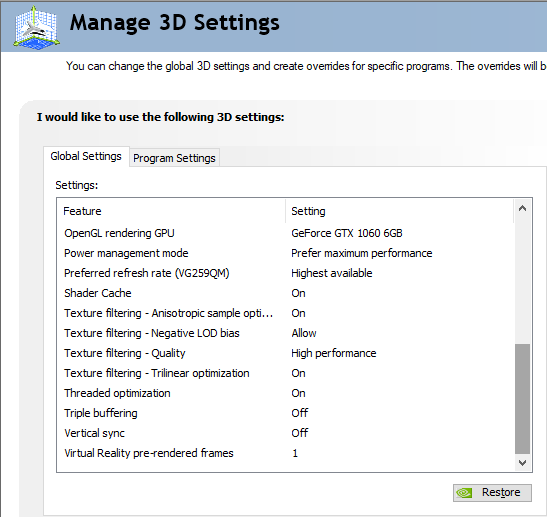 Manage 3D Settings
You can change the global 3D settings and create overrides for specific programs. The overrides will b
I would like to use the following 3D settings:
Global Settings Program Settings
Settings:
Feature Setting
OpenGL rendering GPU GeForce GTX 1060 6GB
Power management mode Prefer maximum performance
Preferred refresh rate (VG259QM) Highest available
Shader Cache On
Texture filtering - Anisotropic sample opti... On
Texture filtering - Negative LOD bias Allow
Texture filtering - Quality High performance
Texture filtering - Trilinear optimization On
Threaded optimization On
Triple buffering Off
Vertical sync Off
Virtual Reality pre-rendered frames 1
Restore